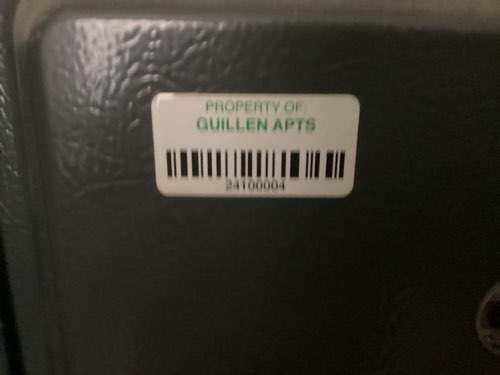 PROPERTY OF:
GUILLEN APTS
24100004